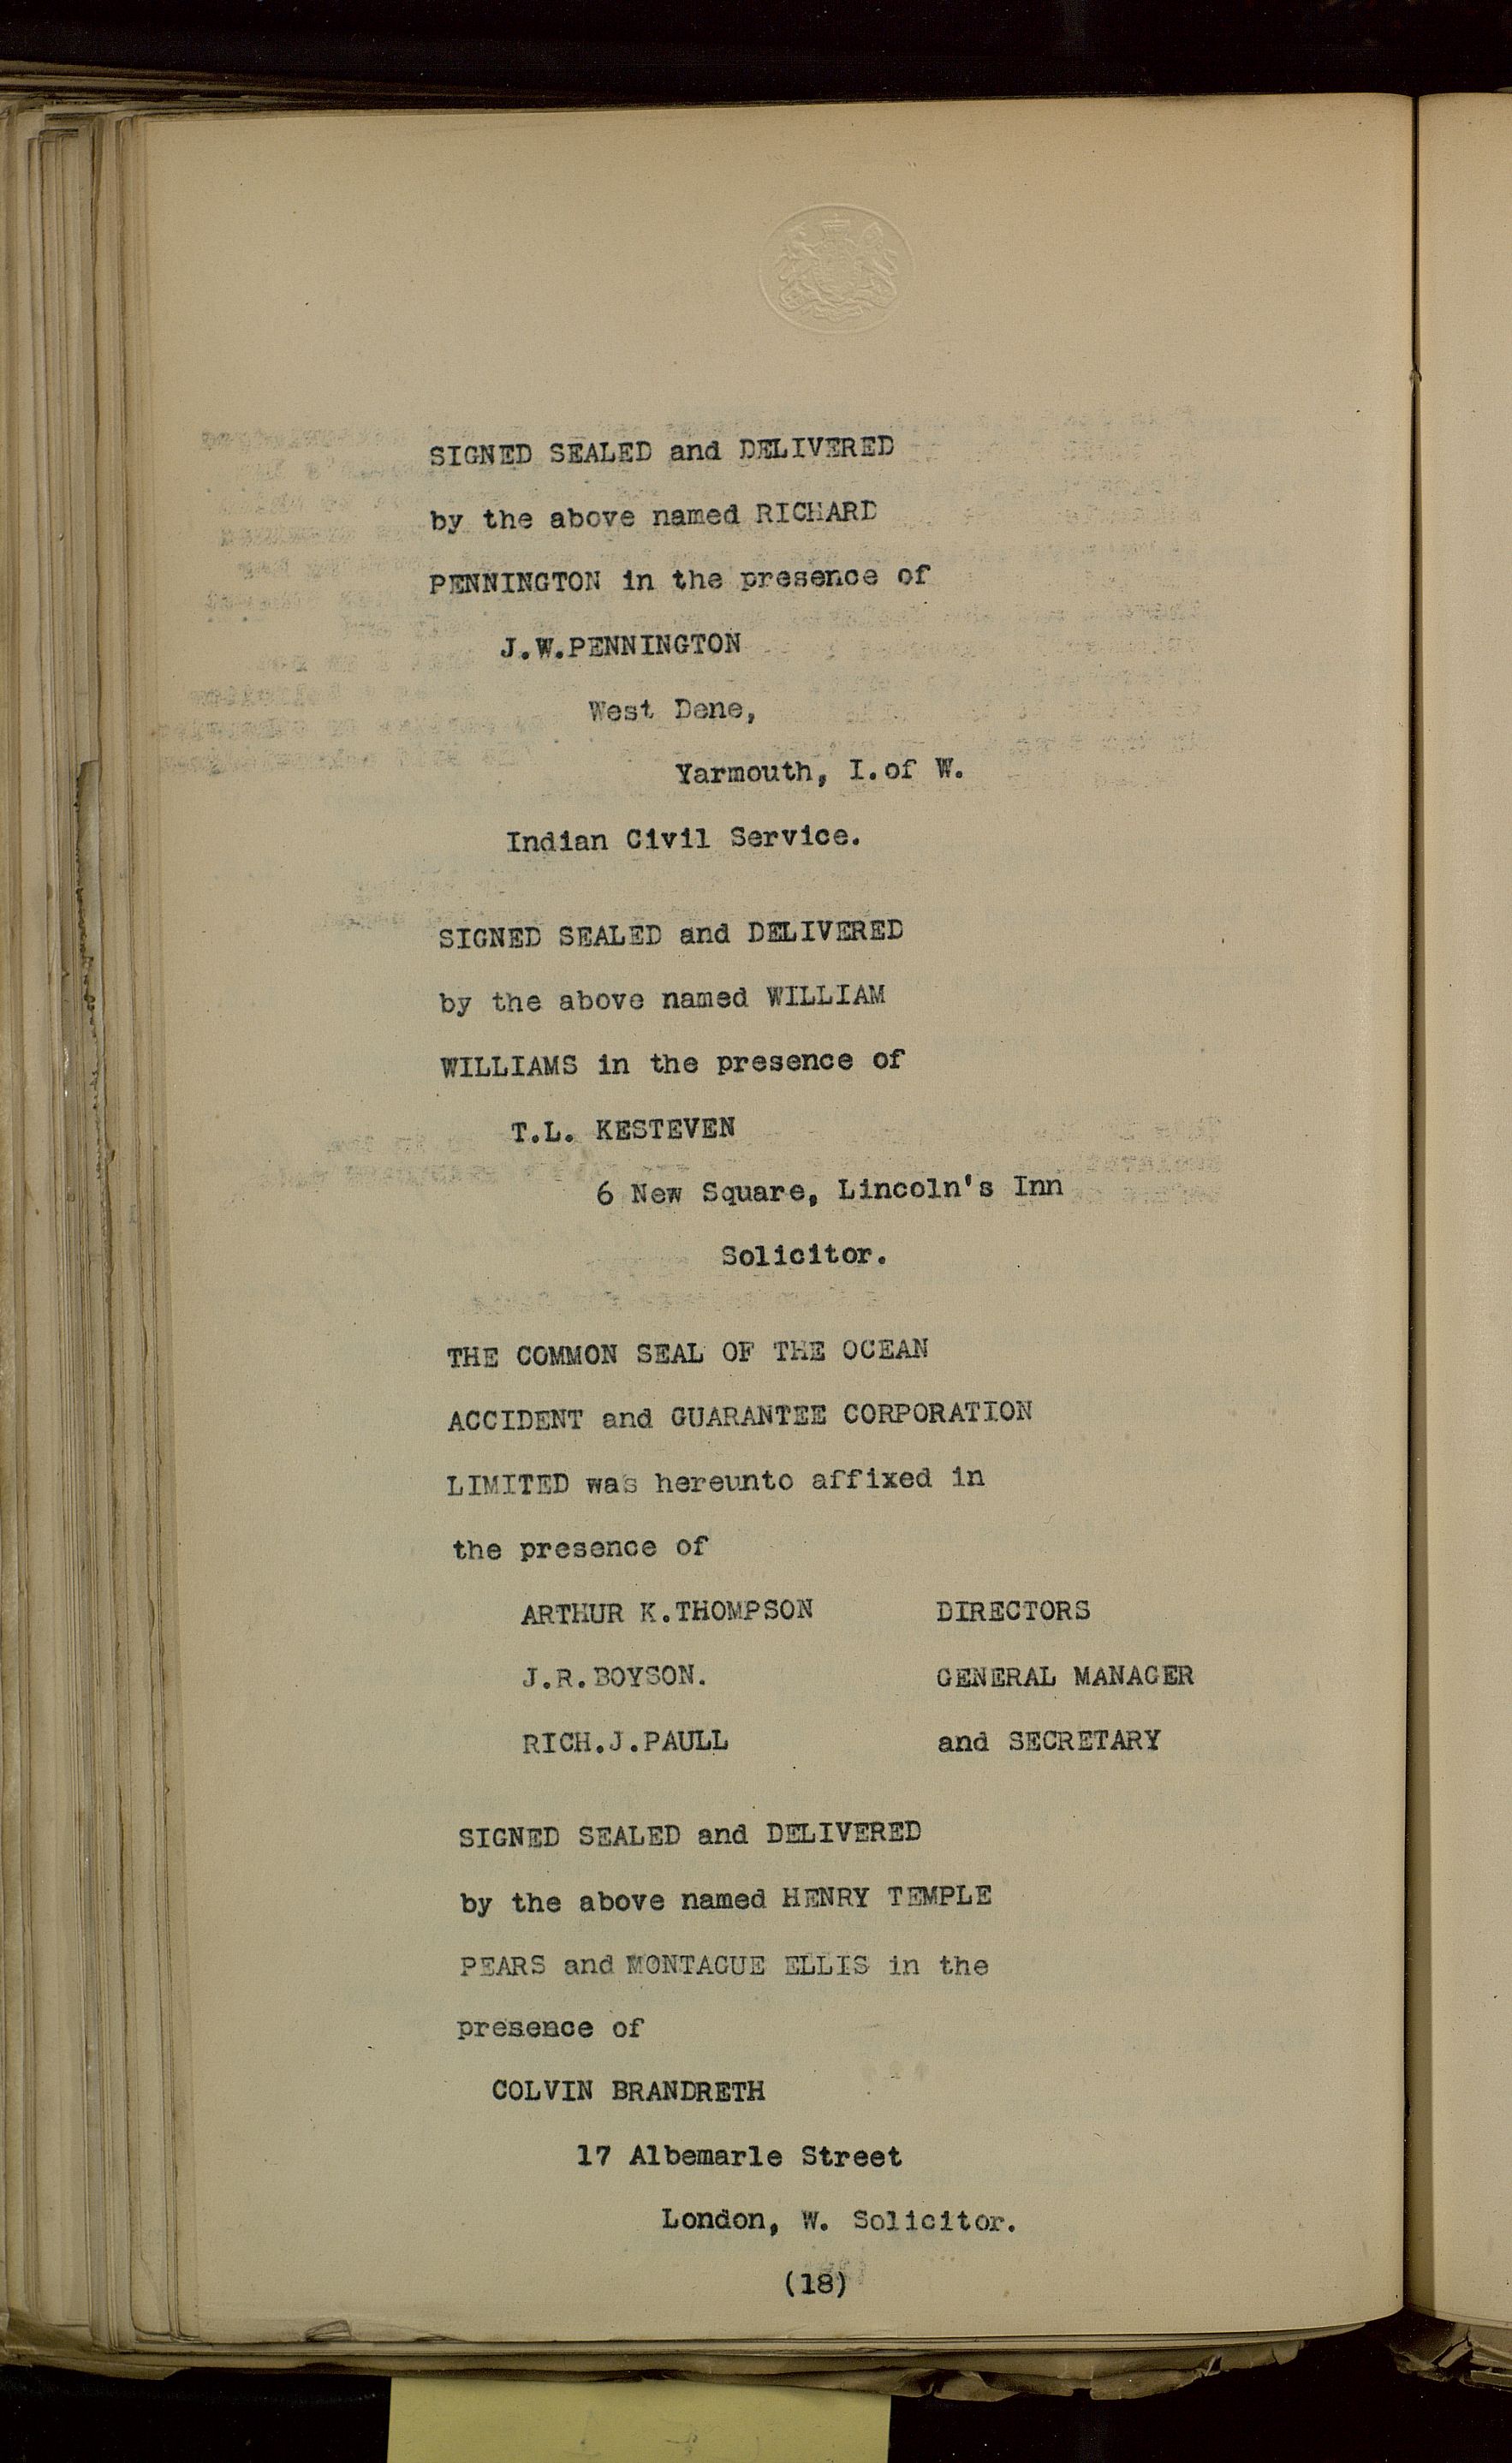 SIGNED SEALED and DELIVERED
by the above named RICHARD
PENNINGTON in the presence of
J.W.PENNINGTON
West Dene,
Yarmouth, I.of W.
Indian Civil Service.
SIGNED SEALED and DELIVERED
by the above named WILLIAM
WILLIAMS in the presence of
T.L. KESTEVEN
6 New Square, Lincoln's Inn
Solicitor.
THE COMMON SEAL OF THE OCEAN
ACCIDENT and GUARANTEE CORPORATION
LIMITED was hereunto affixed in
the presence of
ARTHUR K.THOMPSON DIRECTORS
J.R.BOYSON. GENERAL MANAGER
RICH.J.PAULL and SECRETARY
SIGNED SEALED and DELIVERED
by the above named HENRY TEMPLE
PEARS and MONTAGUE ELLIS in the
presence of
COLVIN BRANDRETH
17 Albemarle Street
London, W. Solicitor.
(18)